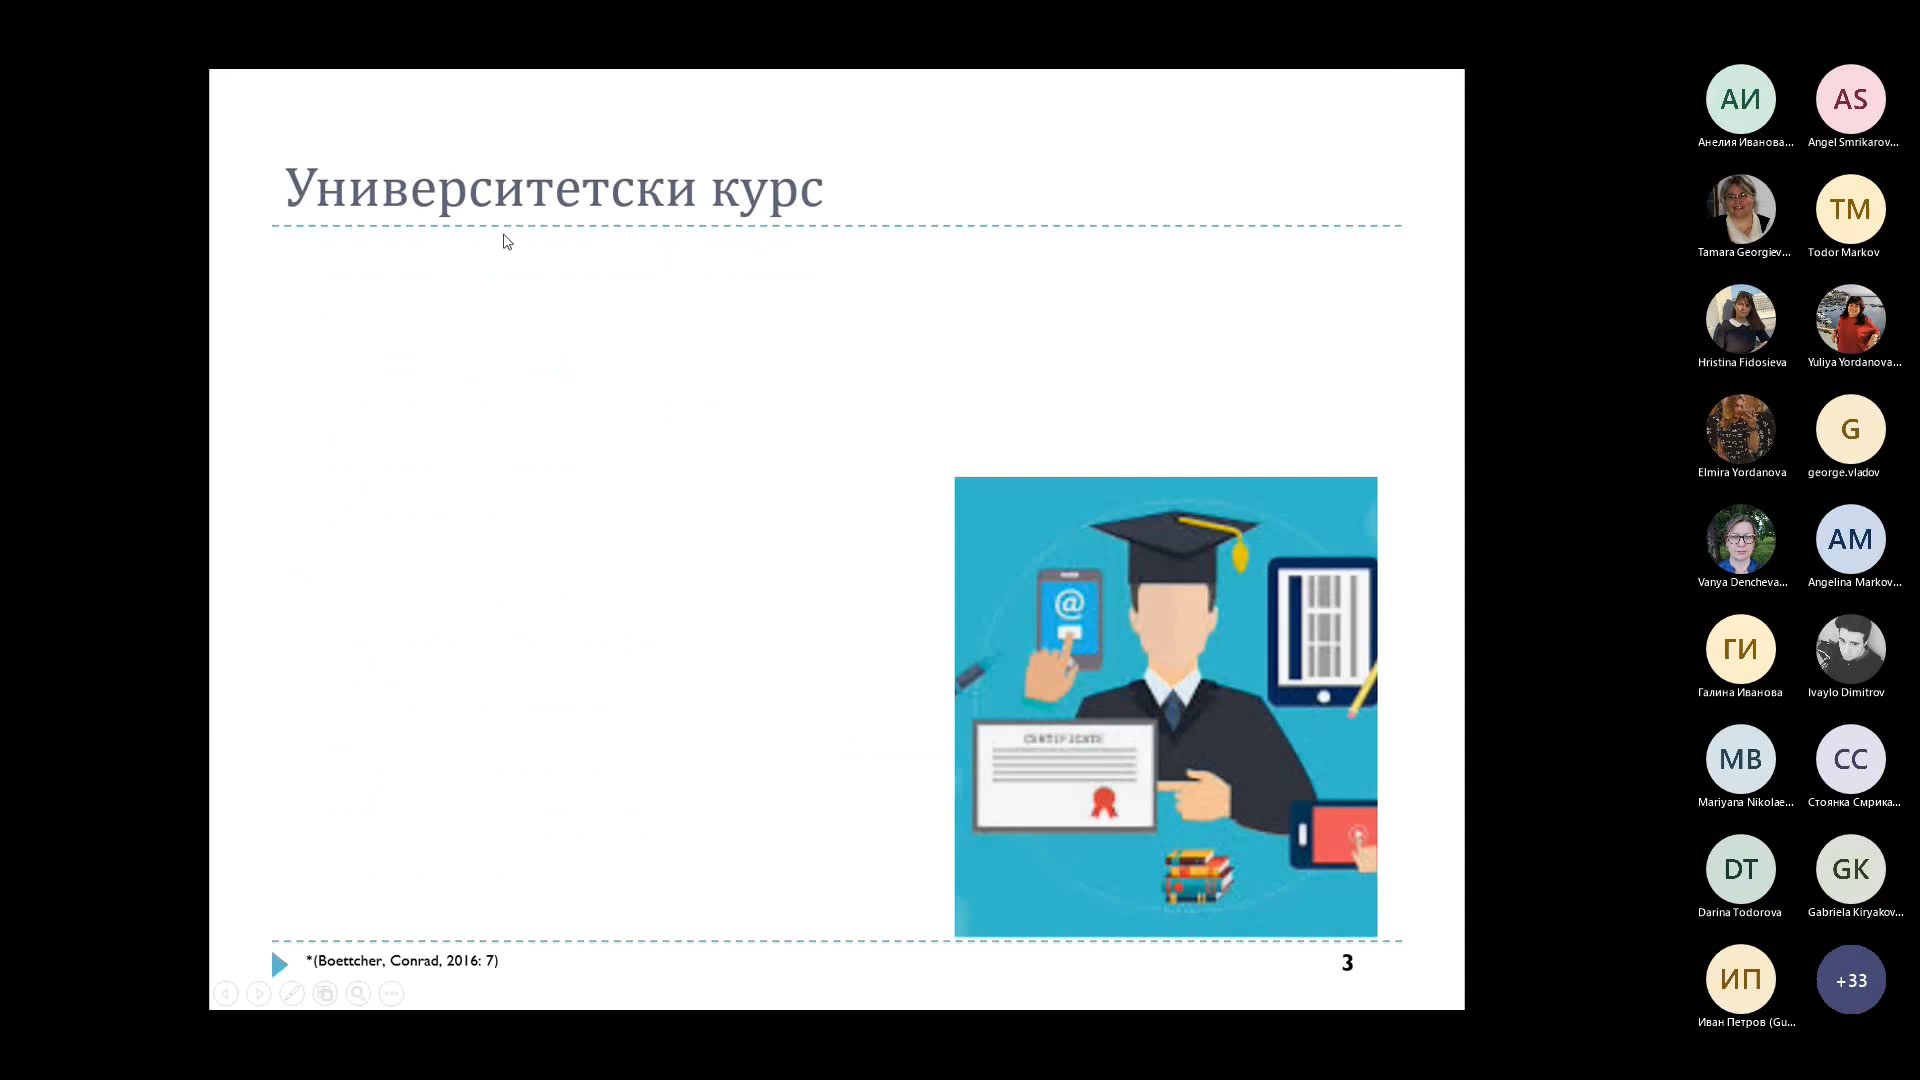 Университетски курс
@
CERTIFICATE
*(Boettcher, Conrad, 2016: 7)
3
АИ
AS
Анелия Иванова...
Angel Smrikarov...
TM
Tamara Georgiev...
Todor Markov
Hristina Fidosieva
Yuliya Yordanova...
G
Elmira Yordanova
george.vladov
AM
Vanya Dencheva...
Angelina Markov...
ГИ
Галина Иванова
Ivaylo Dimitrov
MB
CC
Mariyana Nikolae...
Стоянка Смрика...
DT
GK
Darina Todorova
Gabriela Kiryakov...
ИП
+33
Иван Петров (Gu...